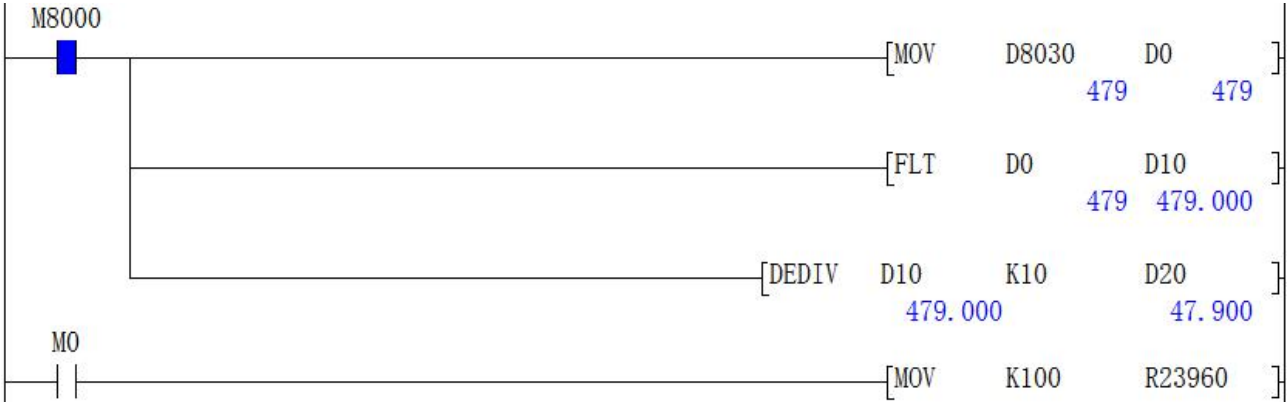 M8000
[MOV D8030 D0 ]
479 479
[FLT D0 D10 ]
479 479.000
[DEDIV D10 K10 D20 ]
479.000 47.900
M0
[MOV K100 R23960 ]